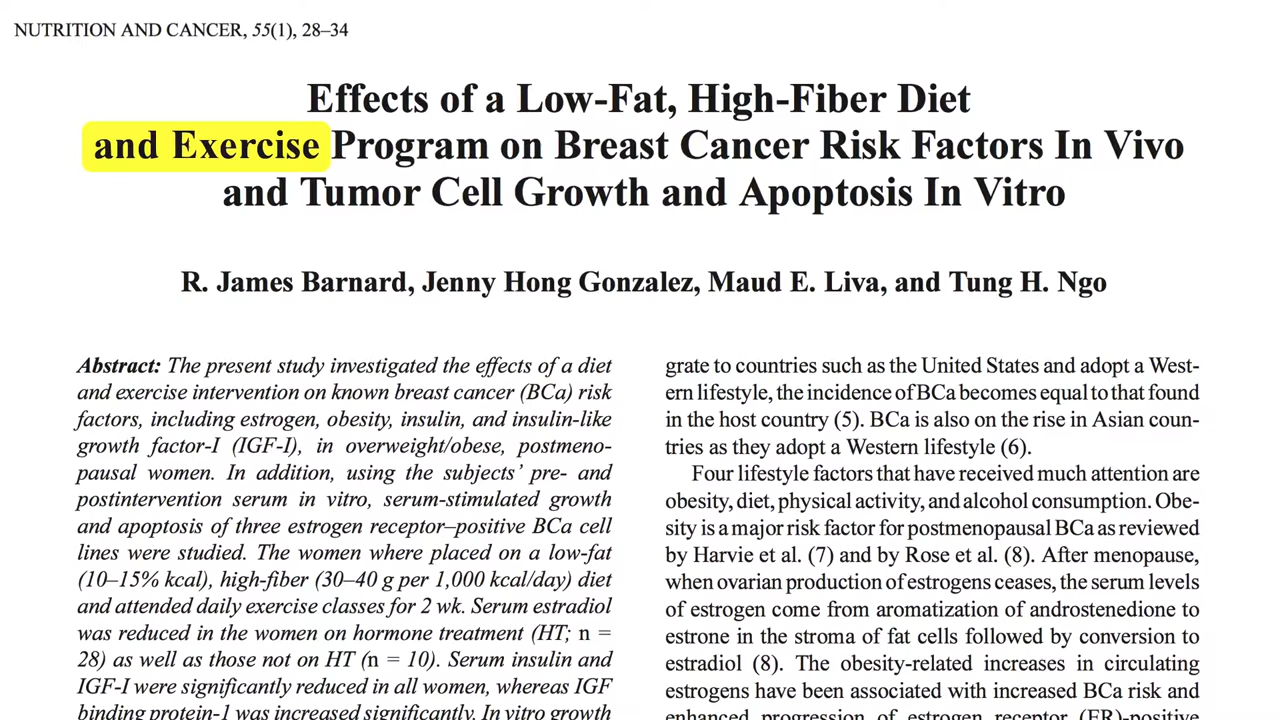 NUTRITION AND CANCER, 55(1), 28–34
Effects of a Low-Fat, High-Fiber Diet
and Exercise Program on Breast Cancer Risk Factors In Vivo
and Tumor Cell Growth and Apoptosis In Vitro
R. James Barnard, Jenny Hong Gonzalez, Maud E. Liva, and Tung H. Ngo
Abstract: The present study investigated the effects of a diet
and exercise intervention on known breast cancer (BCa) risk
factors, including estrogen, obesity, insulin, and insulin-like
growth factor-I (IGF-I), in overweight/obese, postmeno-
pausal women. In addition, using the subjects’ pre- and
postintervention serum in vitro, serum-stimulated growth
and apoptosis of three estrogen receptor–positive BCa cell
lines were studied. The women where placed on a low-fat
(10–15% kcal), high-fiber (30–40 g per 1,000 kcal/day) diet
and attended daily exercise classes for 2 wk. Serum estradiol
was reduced in the women on hormone treatment (HT; n =
28) as well as those not on HT (n = 10). Serum insulin and
IGF-I were significantly reduced in all women, whereas IGF
binding protein-1 was increased significantly. In vitro growth
grate to countries such as the United States and adopt a West-
ern lifestyle, the incidence of BCa becomes equal to that found
in the host country (5). BCa is also on the rise in Asian coun-
tries as they adopt a Western lifestyle (6).
Four lifestyle factors that have received much attention are
obesity, diet, physical activity, and alcohol consumption. Obe-
sity is a major risk factor for postmenopausal BCa as reviewed
by Harvie et al. (7) and by Rose et al. (8). After menopause,
when ovarian production of estrogens ceases, the serum levels
of estrogen come from aromatization of androstenedione to
estrone in the stroma of fat cells followed by conversion to
estradiol (8). The obesity-related increases in circulating
estrogens have been associated with increased BCa risk and
enhanced progression of estrogen receptor (ER)-positive